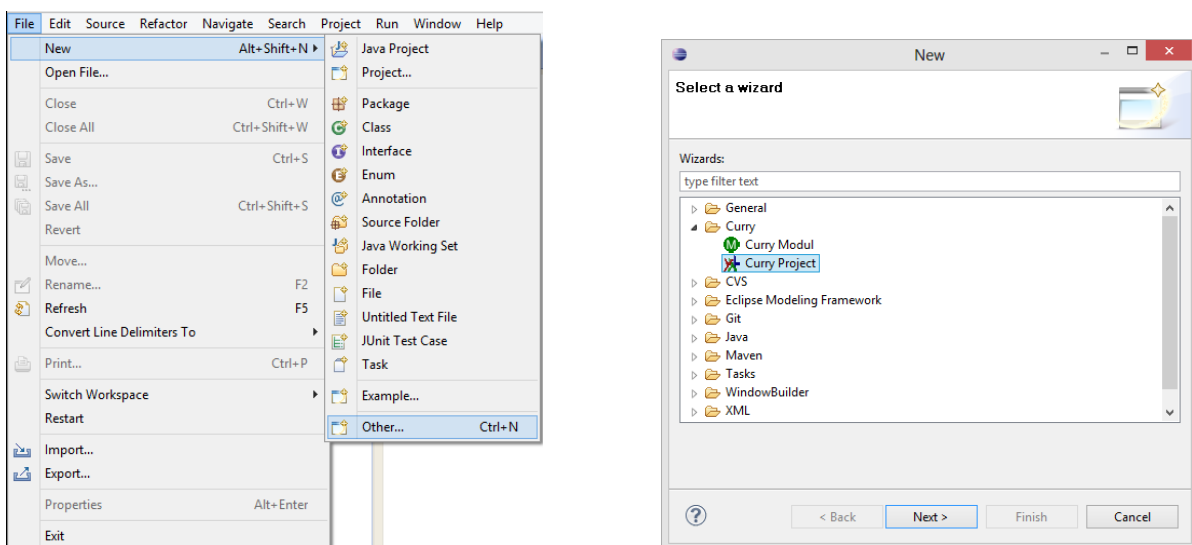 File Edit Source Refactor Navigate Search Project Run Window Help
New Alt+Shift+N
Open File...
Close Ctrl+W
Close All Ctrl+Shift+W
Save Ctrl+S
Save As...
Save All Ctrl+Shift+S
Revert
Move...
Rename... F2
Refresh F5
Convert Line Delimiters To
Print... Ctrl+P
Switch Workspace
Restart
Import...
Export...
Properties Alt+Enter
Exit
Java Project
Project...
Package
Class
Interface
Enum
Annotation
Source Folder
Java Working Set
Folder
File
Untitled Text File
JUnit Test Case
Task
Example...
Other... Ctrl+N
New
Select a wizard
Wizards:
type filter text
General
Curry
Curry Modul
Curry Project
CVS
Eclipse Modeling Framework
Git
Java
Maven
Tasks
WindowBuilder
XML
< Back Next > Finish Cancel